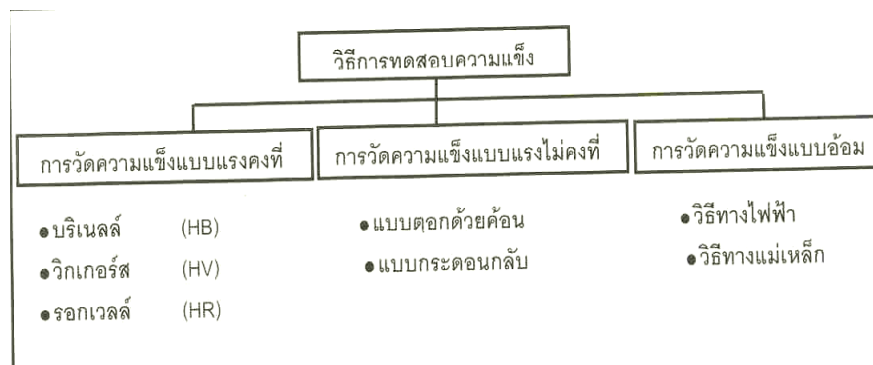 วิธีการทดสอบความแข็ง
การวัดความแข็งแบบแรงคงที่
การวัดความแข็งแบบแรงไม่คงที่
การวัดความแข็งแบบอ้อม
●บริเนลล์ (HB)
●วิกเกอร์ส (HV)
●รอกเวลล์ (HR)
●แบบตอกด้วยค้อน
●แบบกระดอนกลับ
●วิธีทางไฟฟ้า
●วิธีทางแม่เหล็ก